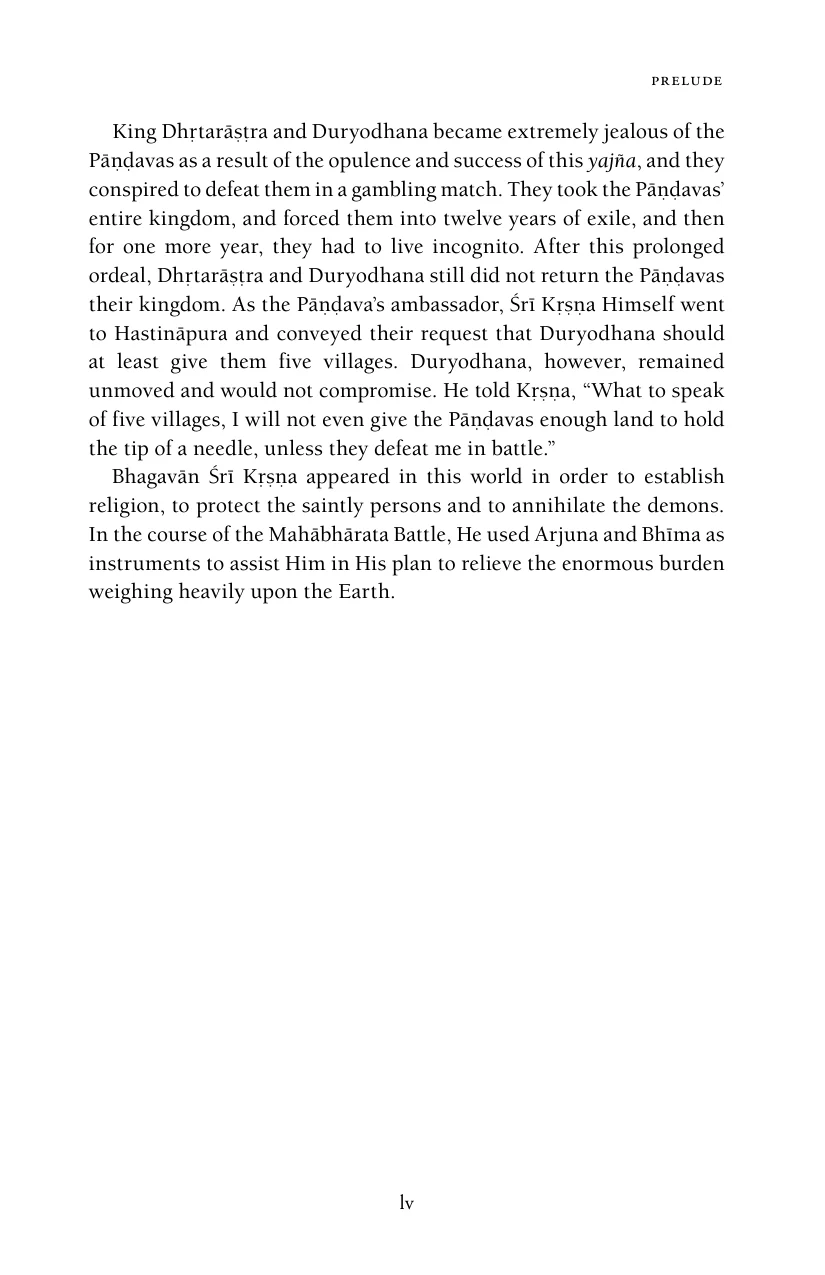 PRELUDE
King Dhṛtarāṣṭra and Duryodhana became extremely jealous of the
Pāṇḍavas as a result of the opulence and success of this yajña, and they
conspired to defeat them in a gambling match. They took the Pāṇḍavas’
entire kingdom, and forced them into twelve years of exile, and then
for one more year, they had to live incognito. After this prolonged
ordeal, Dhṛtarāṣṭra and Duryodhana still did not return the Pāṇḍavas
their kingdom. As the Pāṇḍava’s ambassador, Śrī Kṛṣṇa Himself went
to Hastināpura and conveyed their request that Duryodhana should
at least give them five villages. Duryodhana, however, remained
unmoved and would not compromise. He told Kṛṣṇa, “What to speak
of five villages, I will not even give the Pāṇḍavas enough land to hold
the tip of a needle, unless they defeat me in battle.”
Bhagavān Śrī Kṛṣṇa appeared in this world in order to establish
religion, to protect the saintly persons and to annihilate the demons.
In the course of the Mahābhārata Battle, He used Arjuna and Bhīma as
instruments to assist Him in His plan to relieve the enormous burden
weighing heavily upon the Earth.
lv